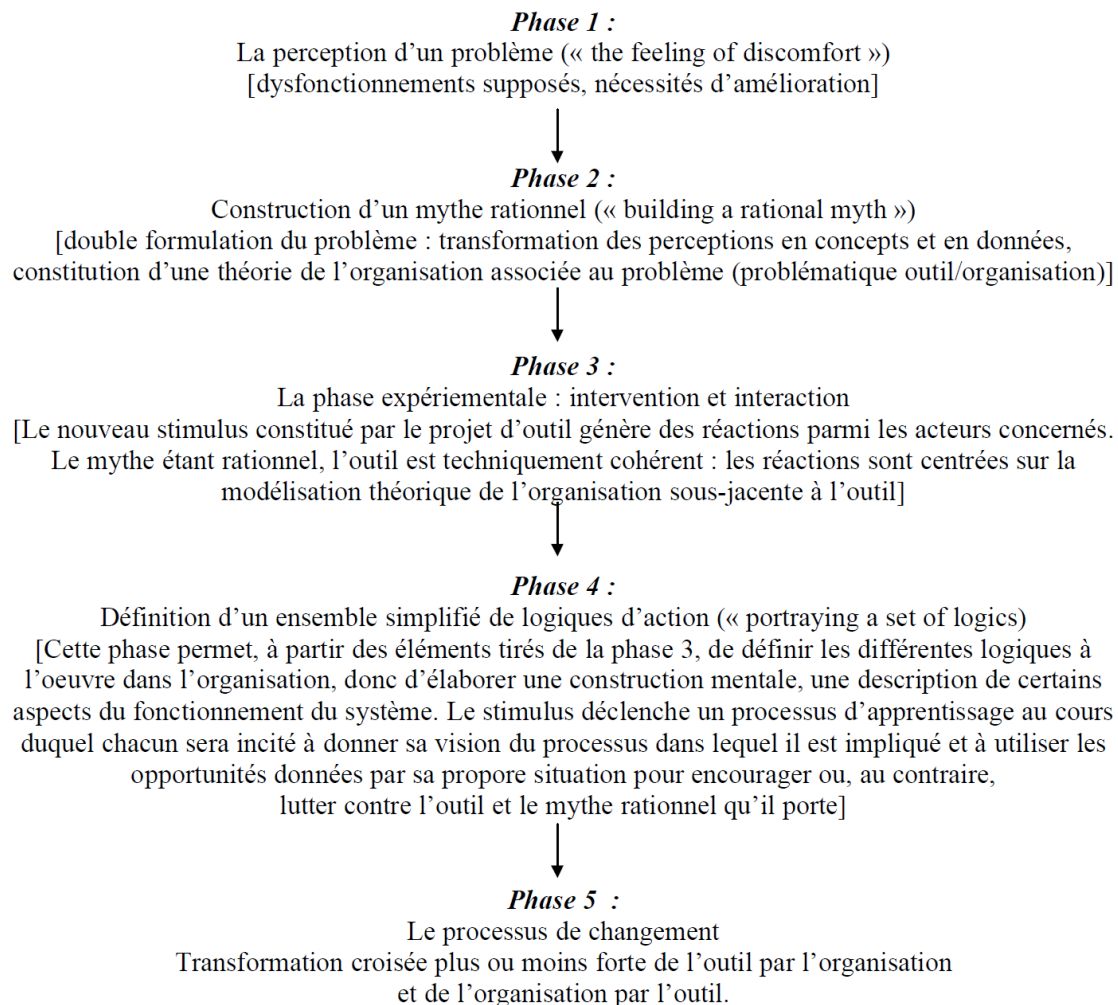 Phase 1 :
La perception d’un problème (« the feeling of discomfort »)
[dysfonctionnements supposés, nécessités d’amélioration]
Phase 2 :
Construction d’un mythe rationnel (« building a rational myth »)
[double formulation du problème : transformation des perceptions en concepts et en données,
constitution d’une théorie de l’organisation associée au problème (problématique outil/organisation)]
Phase 3 :
La phase expériementale : intervention et interaction
[Le nouveau stimulus constitué par le projet d’outil génère des réactions parmi les acteurs concernés.
Le mythe étant rationnel, l’outil est techniquement cohérent : les réactions sont centrées sur la
modélisation théorique de l’organisation sous-jacente à l’outil]
Phase 4 :
Définition d’un ensemble simplifié de logiques d’action (« portraying a set of logics)
[Cette phase permet, à partir des éléments tirés de la phase 3, de définir les différentes logiques à
l’oeuvre dans l’organisation, donc d’élaborer une construction mentale, une description de certains
aspects du fonctionnement du système. Le stimulus déclenche un processus d’apprentissage au cours
duquel chacun sera incité à donner sa vision du processus dans lequel il est impliqué et à utiliser les
opportunités données par sa propore situation pour encourager ou, au contraire,
lutter contre l’outil et le mythe rationnel qu’il porte]
Phase 5 :
Le processus de changement
Transformation croisée plus ou moins forte de l’outil par l’organisation
et de l’organisation par l’outil.